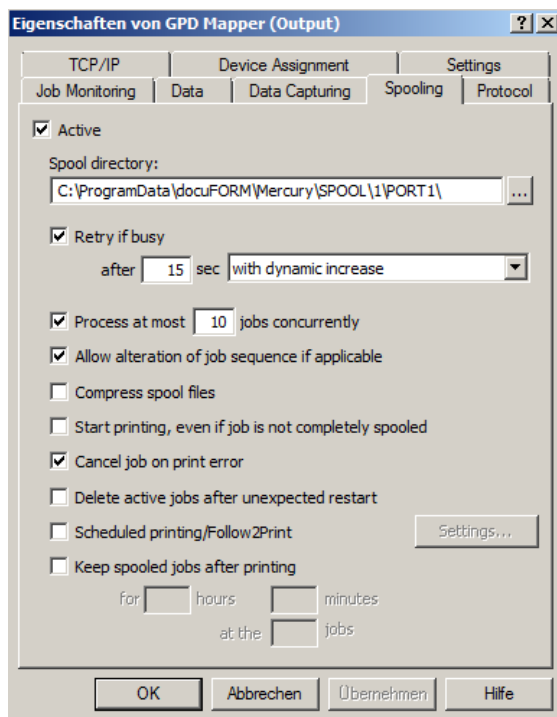 Eigenschaften von GPD Mapper (Output)
TCP/IP Device Assignment Settings
Job Monitoring Data Data Capturing Spooling Protocol
Active
Spool directory:
C:\ProgramData\docuFORM\Mercury\SPOOL\1\PORT1\ ...
Retry if busy
after 15 sec with dynamic increase
Process at most 10 jobs concurrently
Allow alteration of job sequence if applicable
Compress spool files
Start printing, even if job is not completely spooled
Cancel job on print error
Delete active jobs after unexpected restart
Scheduled printing/Follow2Print Settings...
Keep spooled jobs after printing
for hours minutes
at the jobs
OK Abbrechen Übernehmen Hilfe